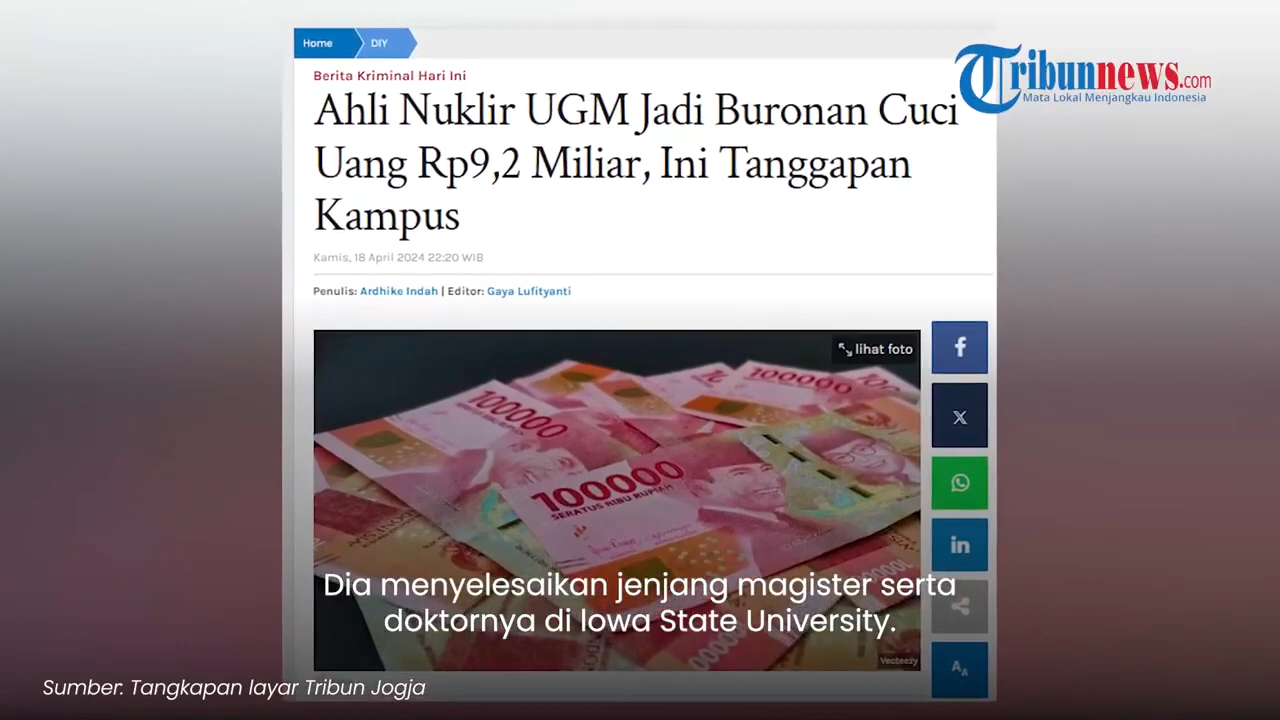 Home
DIY
Tribunnews.com
Mata Lokal Menjangkau Indonesia
Berita Kriminal Hari Ini
Ahli Nuklir UGM Jadi Buronan Cuci
Uang Rp9,2 Miliar, Ini Tanggapan
Kampus
Kamis, 18 April 2024 22:20 WIB
Penulis: Ardhike Indah | Editor: Gaya Lufityanti
lihat foto
100000
100000
100000
SERATUS RIBU RUPIAH
Dia menyelesaikan jenjang magister serta
doktornya di Iowa State University.
Vecteezy
AA
Sumber: Tangkapan layar Tribun Jogja